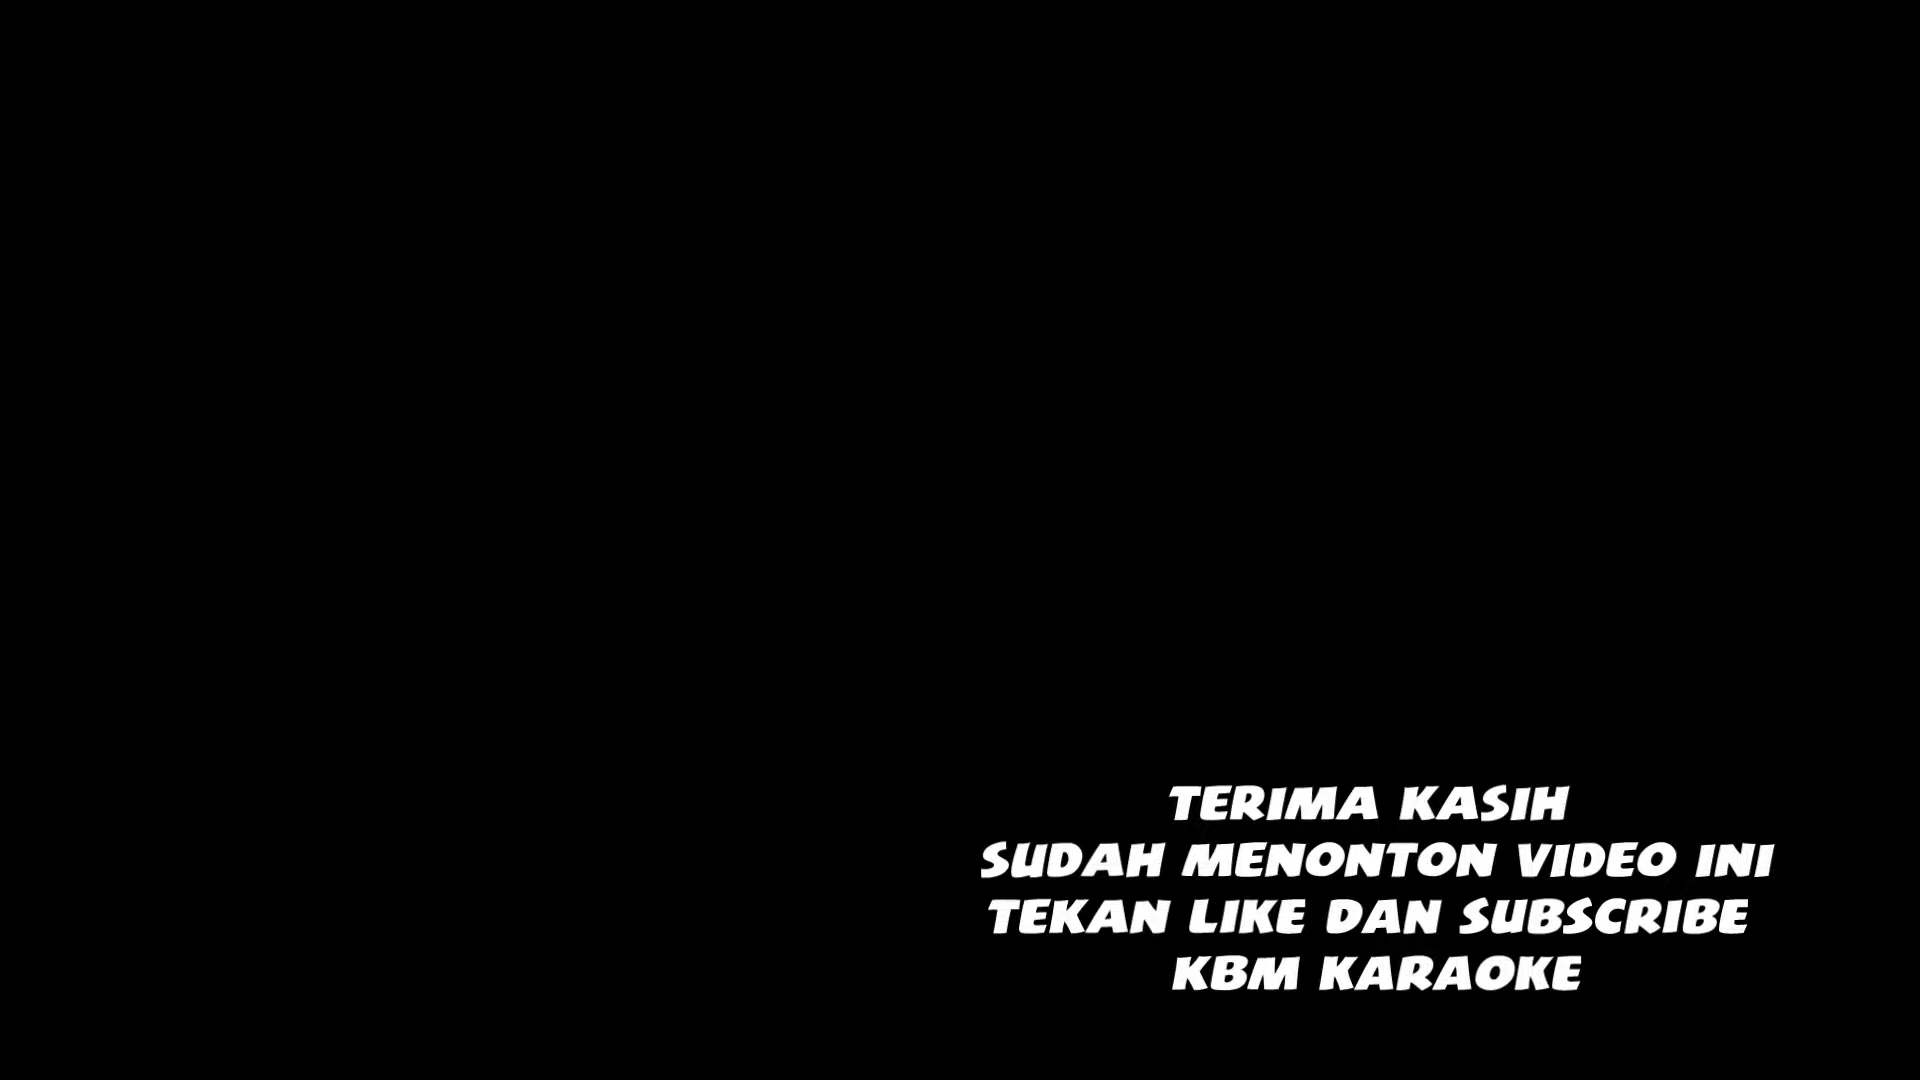 TERIMA KASIH
SUDAH MENONTON VIDEO INI
TEKAN LIKE DAN SUBSCRIBE
KBM KARAOKE